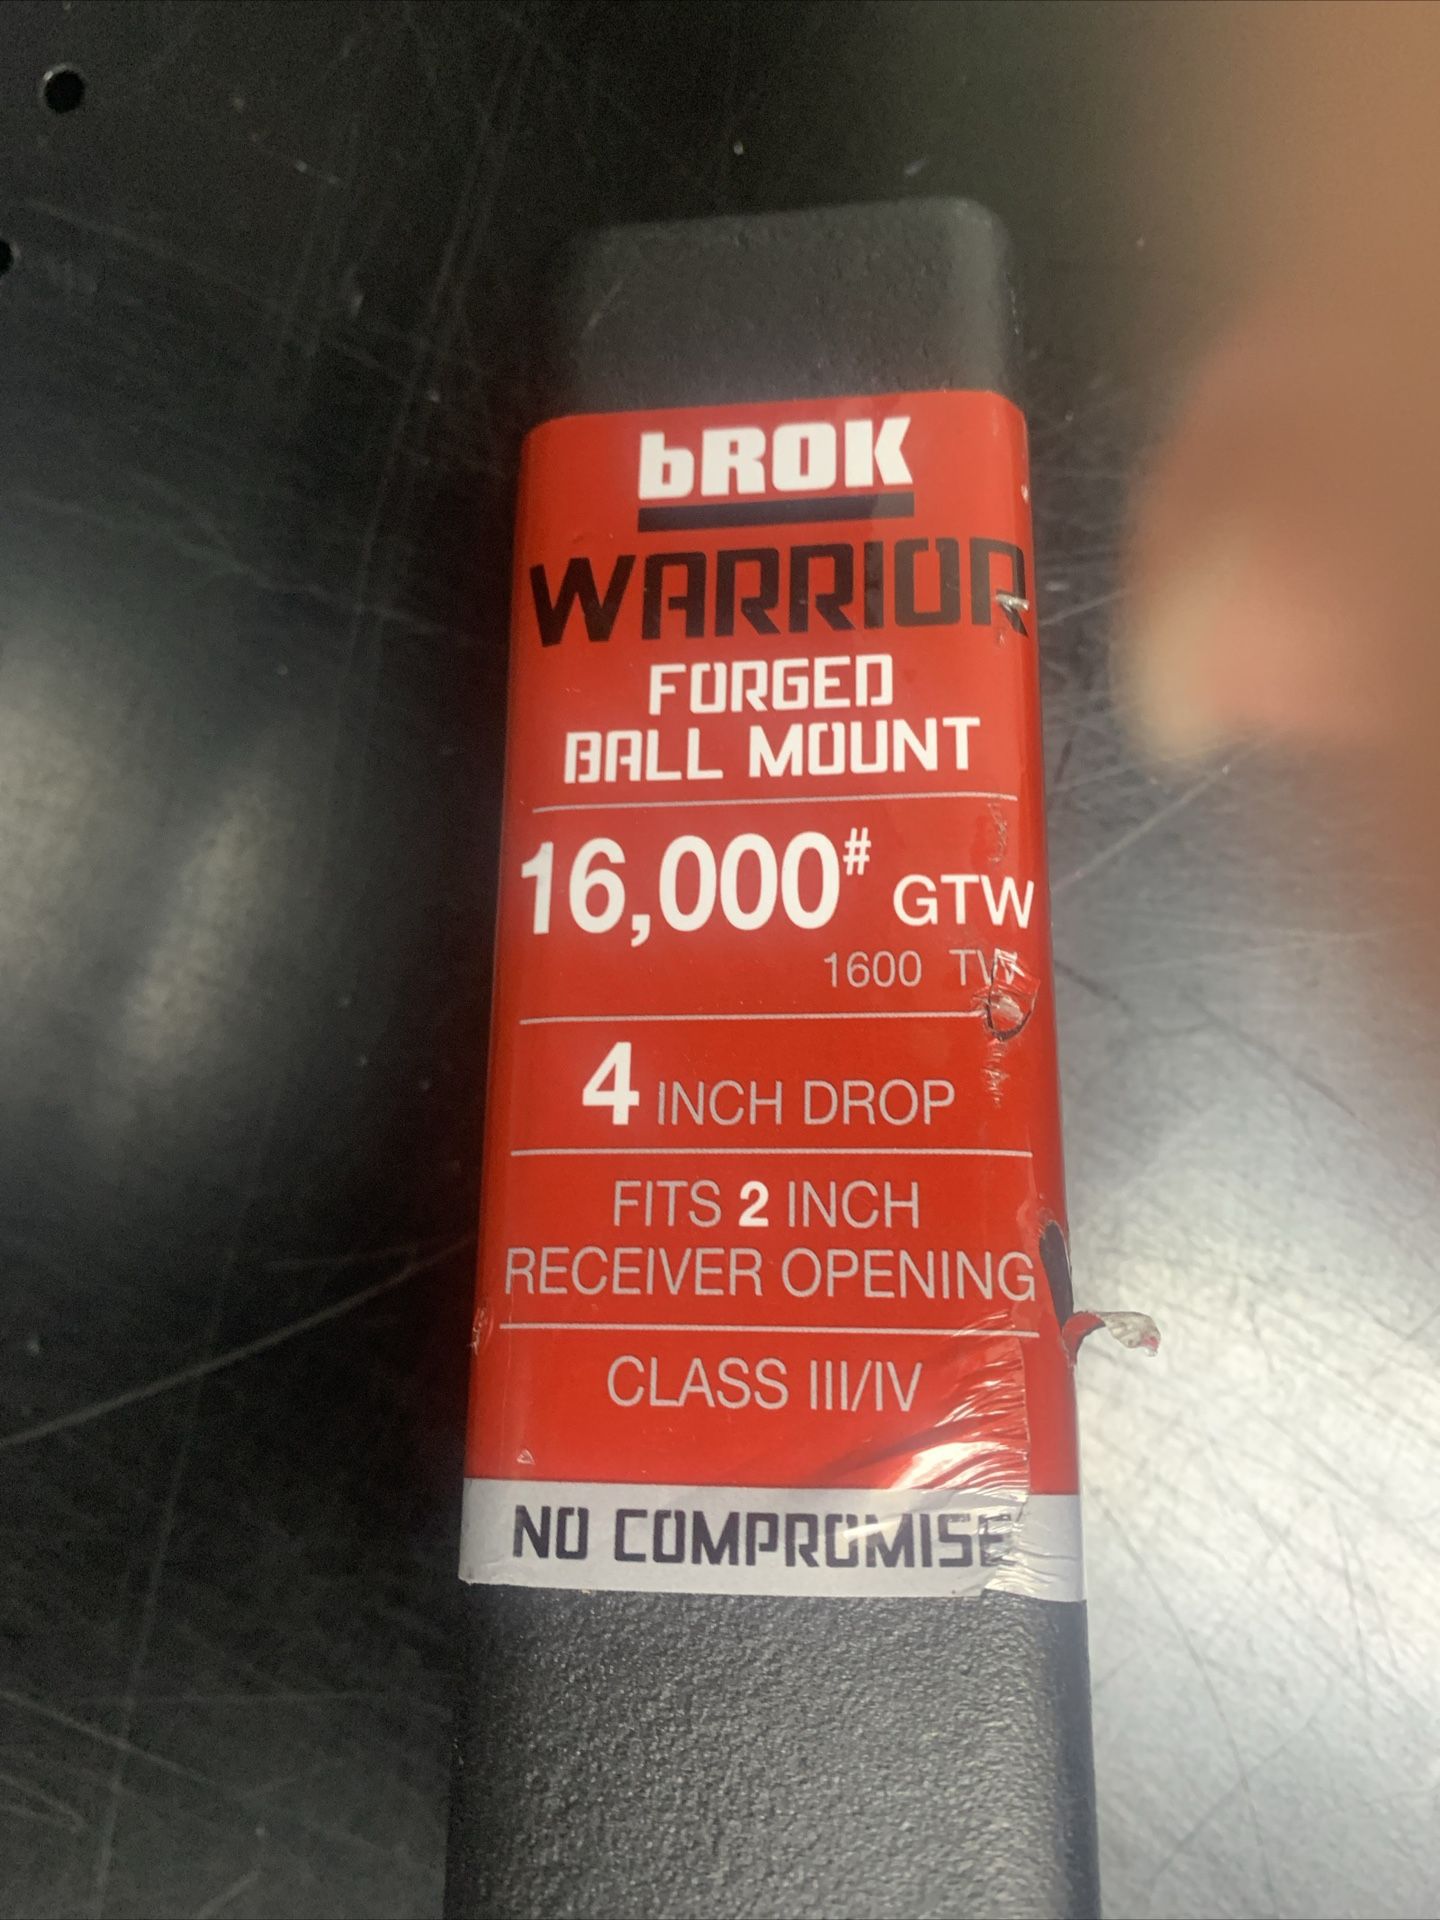 bROK
WARRIOR
FORGED
BALL MOUNT
16,000# GTW
1600 TW
4 INCH DROP
FITS 2 INCH
RECEIVER OPENING
CLASS III/IV
NO COMPROMISE